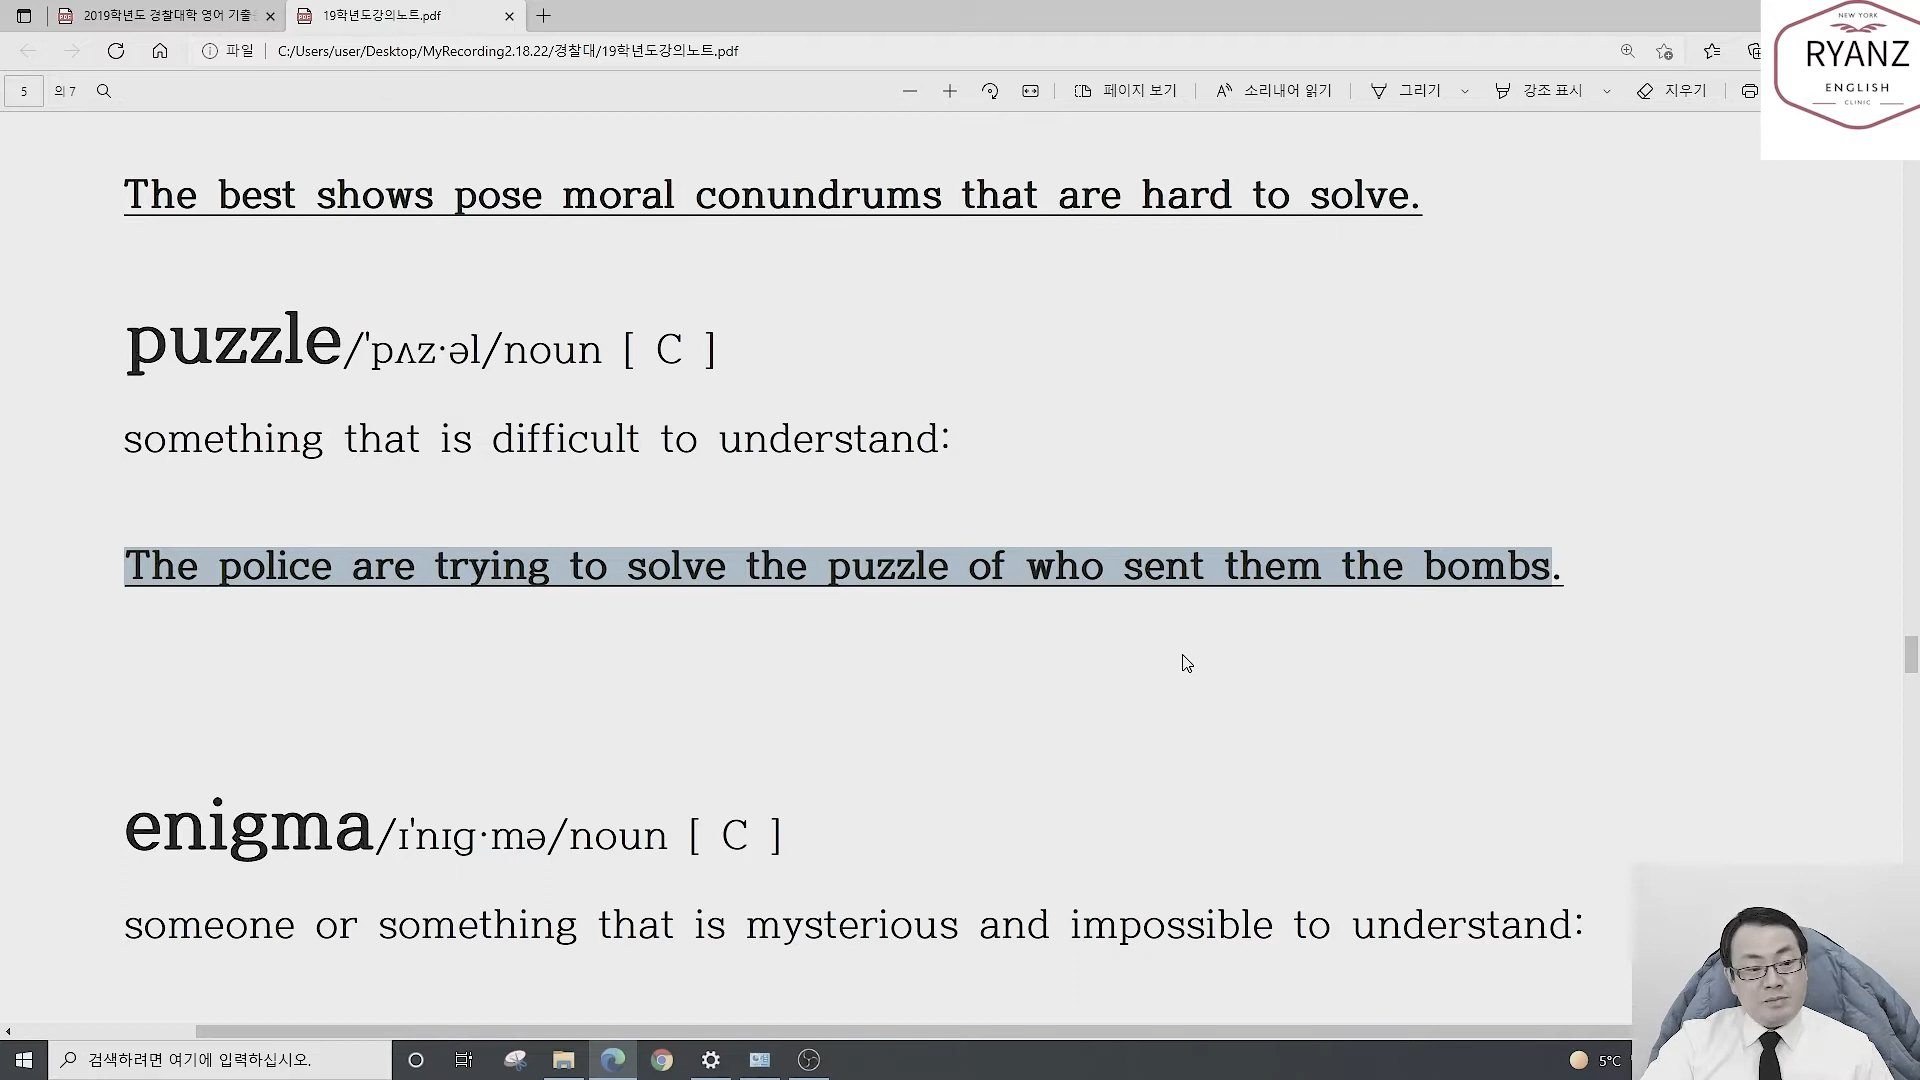 2019학년도 경찰대학 영어 기출
19학년도강의노트.pdf
파일
C:/Users/user/Desktop/MyRecording2.18.22/경찰대/19학년도강의노트.pdf
5 의 7
페이지 보기
소리내어 읽기
그리기
강조 표시
지우기
NEW YORK
RYANZ
ENGLISH
CLINIC
The best shows pose moral conundrums that are hard to solve.
puzzle/ˈpʌz·əl/noun [ C ]
something that is difficult to understand:
The police are trying to solve the puzzle of who sent them the bombs.
enigma/ɪˈnɪg·mə/noun [ C ]
someone or something that is mysterious and impossible to understand:
검색하려면 여기에 입력하십시오.
5°C